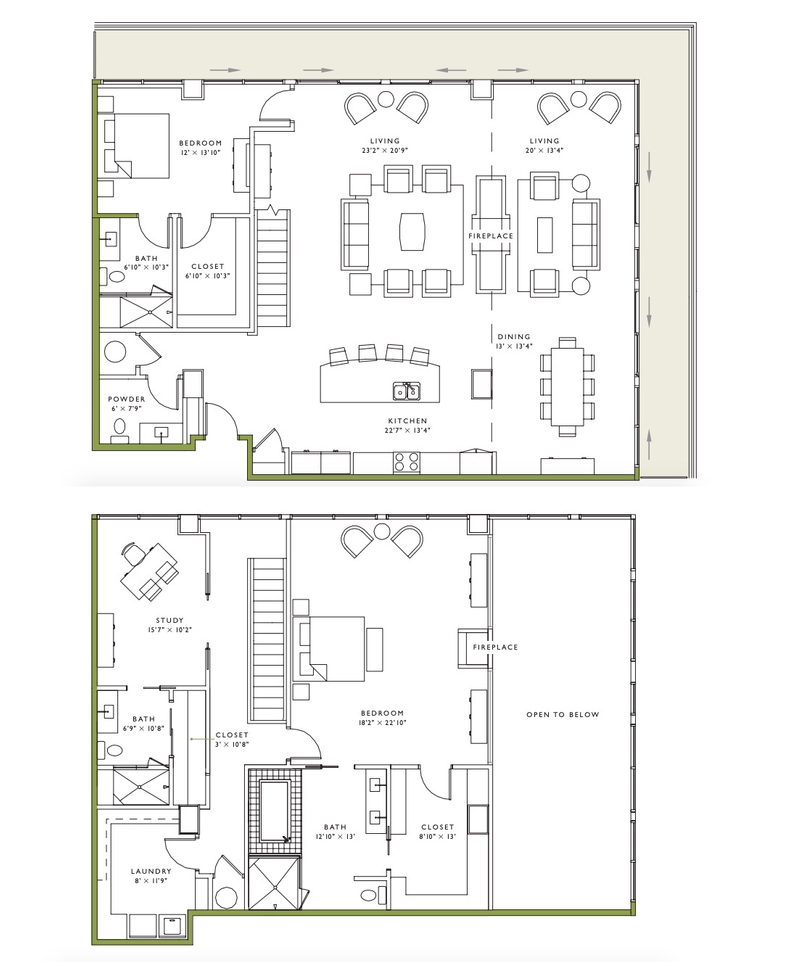 BEDROOM
12' × 13'10"
LIVING
23'2" × 20'9"
LIVING
20' × 13'4"
FIREPLACE
BATH
6'10" × 10'3"
CLOSET
6'10" × 10'3"
DINING
13' × 13'4"
POWDER
6' × 7'9"
KITCHEN
22'7" × 13'4"
STUDY
15'7" × 10'2"
FIREPLACE
BATH
6'9" × 10'8"
CLOSET
3' × 10'8"
BEDROOM
18'2" × 22'10"
OPEN TO BELOW
BATH
12'10" × 13'
CLOSET
8'10" × 13'
LAUNDRY
8' × 11'9"